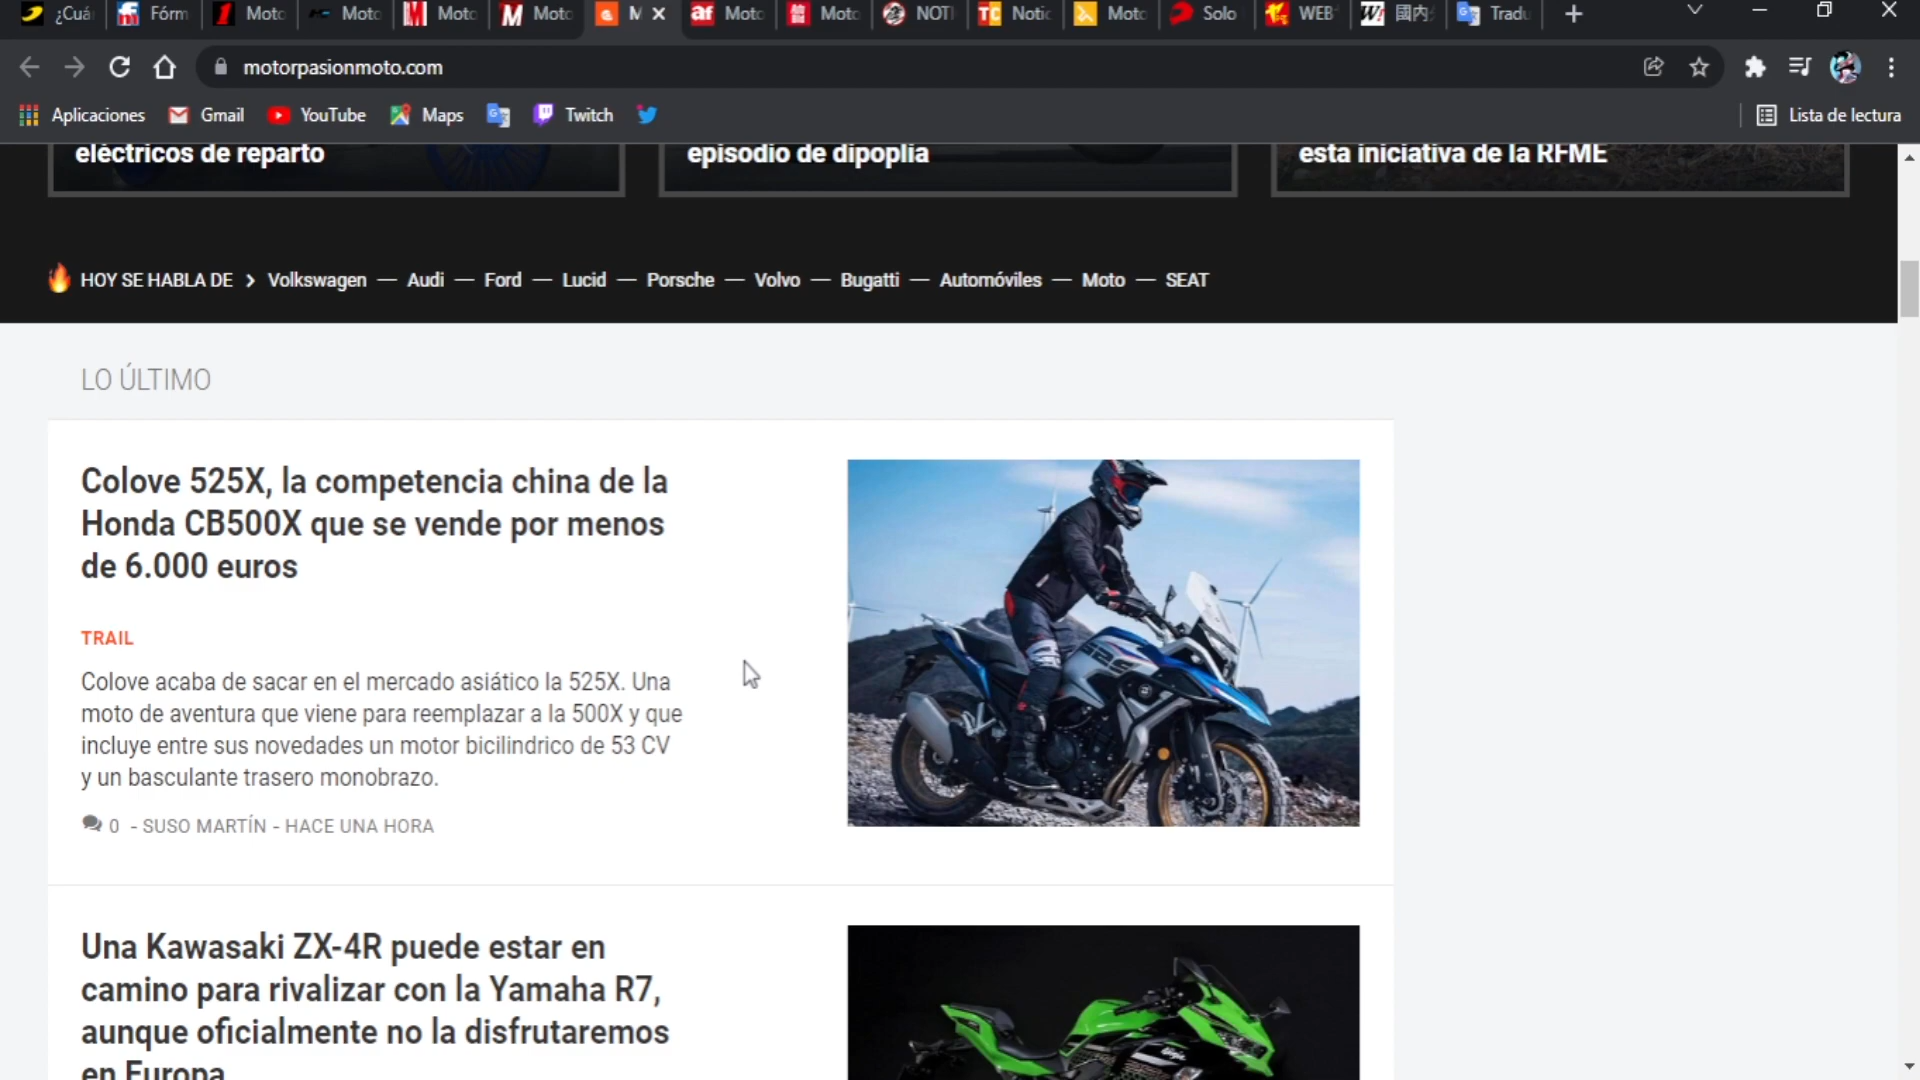 ¿Cuá
Fórm
Moto
Moto
Moto
Moto
M
Moto
Moto
NOTI
Notic
Moto
Solo
WEB
國內
Tradu
motorpasionmoto.com
Aplicaciones
Gmail
YouTube
Maps
Twitch
Lista de lectura
eléctricos de reparto
episodio de diplopía
esta iniciativa de la RFME
HOY SE HABLA DE > Volkswagen — Audi — Ford — Lucid — Porsche — Volvo — Bugatti — Automóviles — Moto — SEAT
LO ÚLTIMO
Colove 525X, la competencia china de la
Honda CB500X que se vende por menos
de 6.000 euros
TRAIL
Colove acaba de sacar en el mercado asiático la 525X. Una
moto de aventura que viene para reemplazar a la 500X y que
incluye entre sus novedades un motor bicilindrico de 53 CV
y un basculante trasero monobrazo.
0 - SUSO MARTÍN - HACE UNA HORA
Una Kawasaki ZX-4R puede estar en
camino para rivalizar con la Yamaha R7,
aunque oficialmente no la disfrutaremos
en Europa